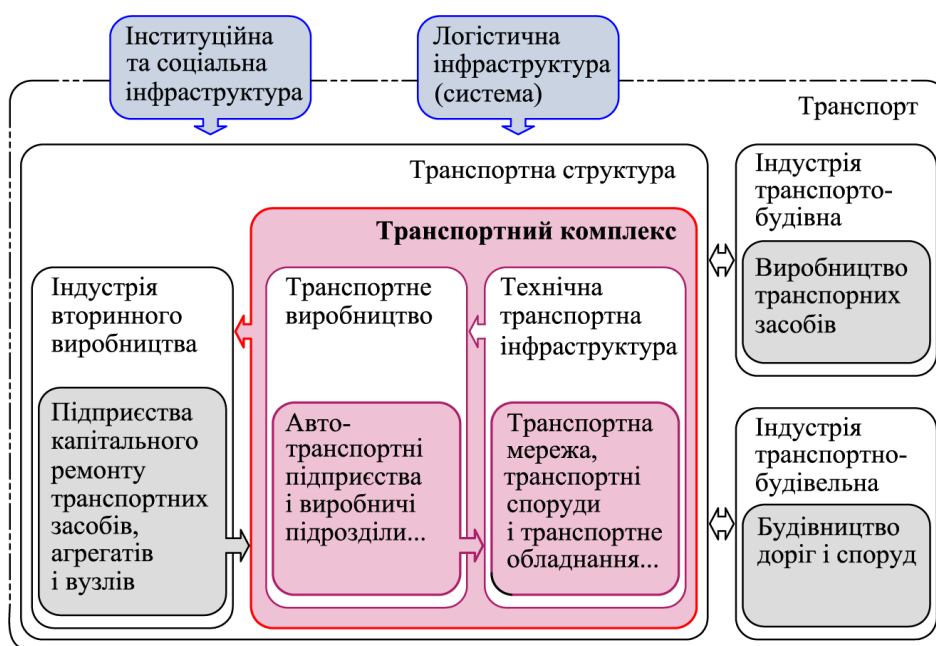 Інституційна
та соціальна
інфраструктура
Логістична
інфраструктура
(система)
Транспорт
Транспортна структура
Транспортний комплекс
Індустрія
вторинного
виробництва
Підприєства
капітального
ремонту
транспортних
засобів,
агрегатів
і вузлів
Транспортне
виробництво
Авто-
транспортні
підприєства
і виробничі
підрозділи...
Технічна
транспортна
інфраструктура
Транспортна
мережа,
транспортні
споруди
і транспортне
обладнання...
Індустрія
транспорто-
будівна
Виробництво
транспорних
засобів
Індустрія
транспортно-
будівельна
Будівництво
доріг і споруд